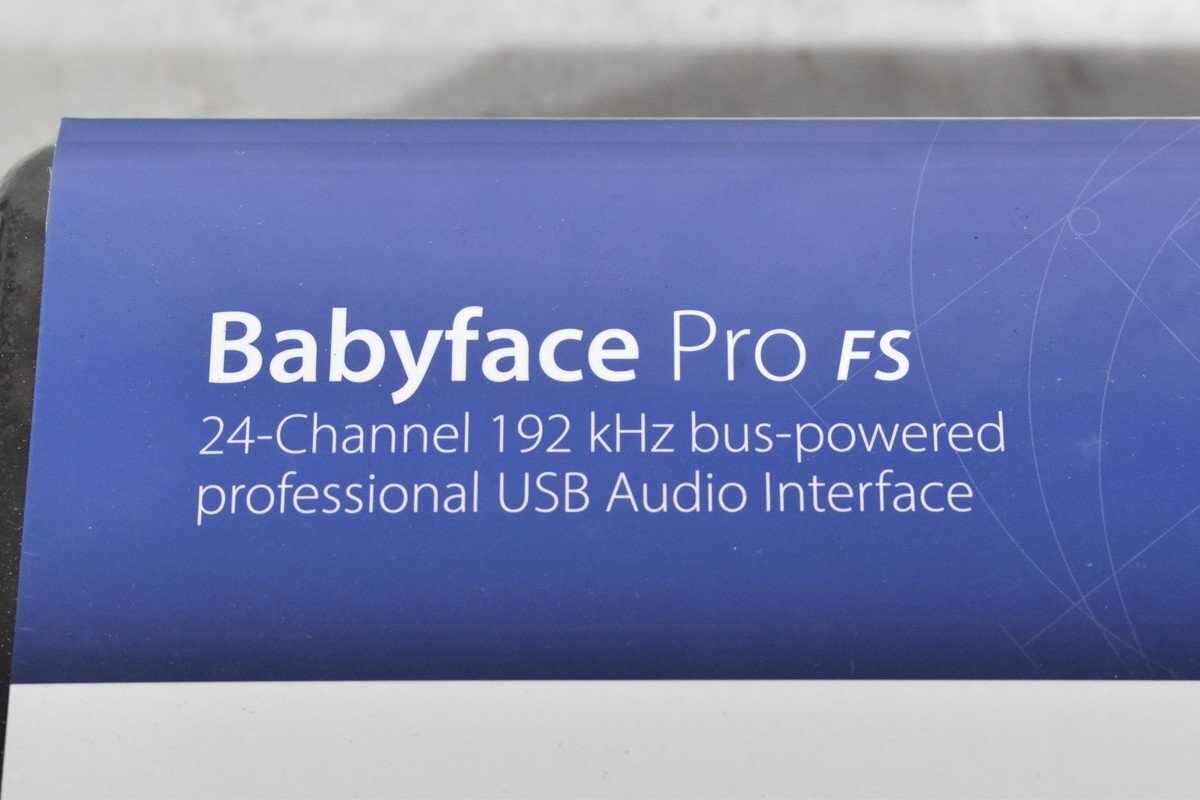 Babyface Pro FS
24-Channel 192 kHz bus-powered
professional USB Audio Interface